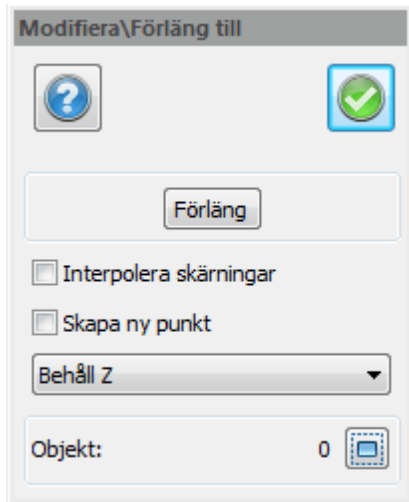 Modifiera\Förläng till
?
Förläng
Interpolera skärningar
Skapa ny punkt
Behåll Z
Objekt: 0